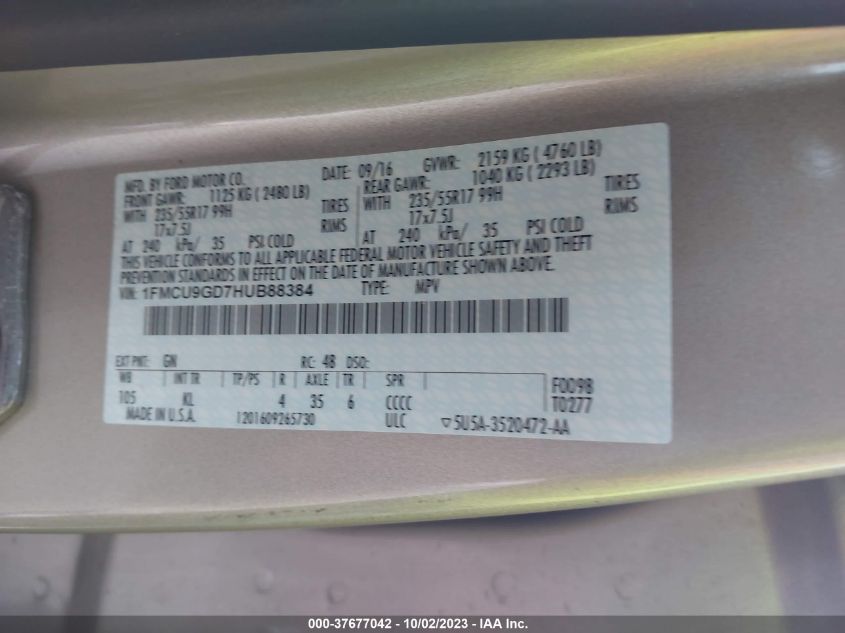 MFD. BY FORD MOTOR CO. DATE: 09/16 GVWR: 2159 KG ( 4760 LB)
FRONT GAWR: 1125 KG ( 2480 LB) REAR GAWR: 1040 KG ( 2293 LB)
WITH 235/55R17 99H TIRES WITH 235/55R17 99H TIRES
17x7.5J RIMS 17x7.5J RIMS
AT 240 kPa/ 35 PSI COLD AT 240 kPa/ 35 PSI COLD
THIS VEHICLE CONFORMS TO ALL APPLICABLE FEDERAL MOTOR VEHICLE SAFETY AND THEFT
PREVENTION STANDARDS IN EFFECT ON THE DATE OF MANUFACTURE SHOWN ABOVE.
VIN: 1FMCU9GD7HUB88384 TYPE: MPV
EXT PNT: GN RC: 48 DSO:
WB INT TR TP/PS R AXLE TR SPR F0098
105 KL 4 35 6 CCCC T0277
MADE IN U.S.A. 1201609265730 ULC ▽5U5A-3520472-AA
000-37677042 - 10/02/2023 - IAA Inc.